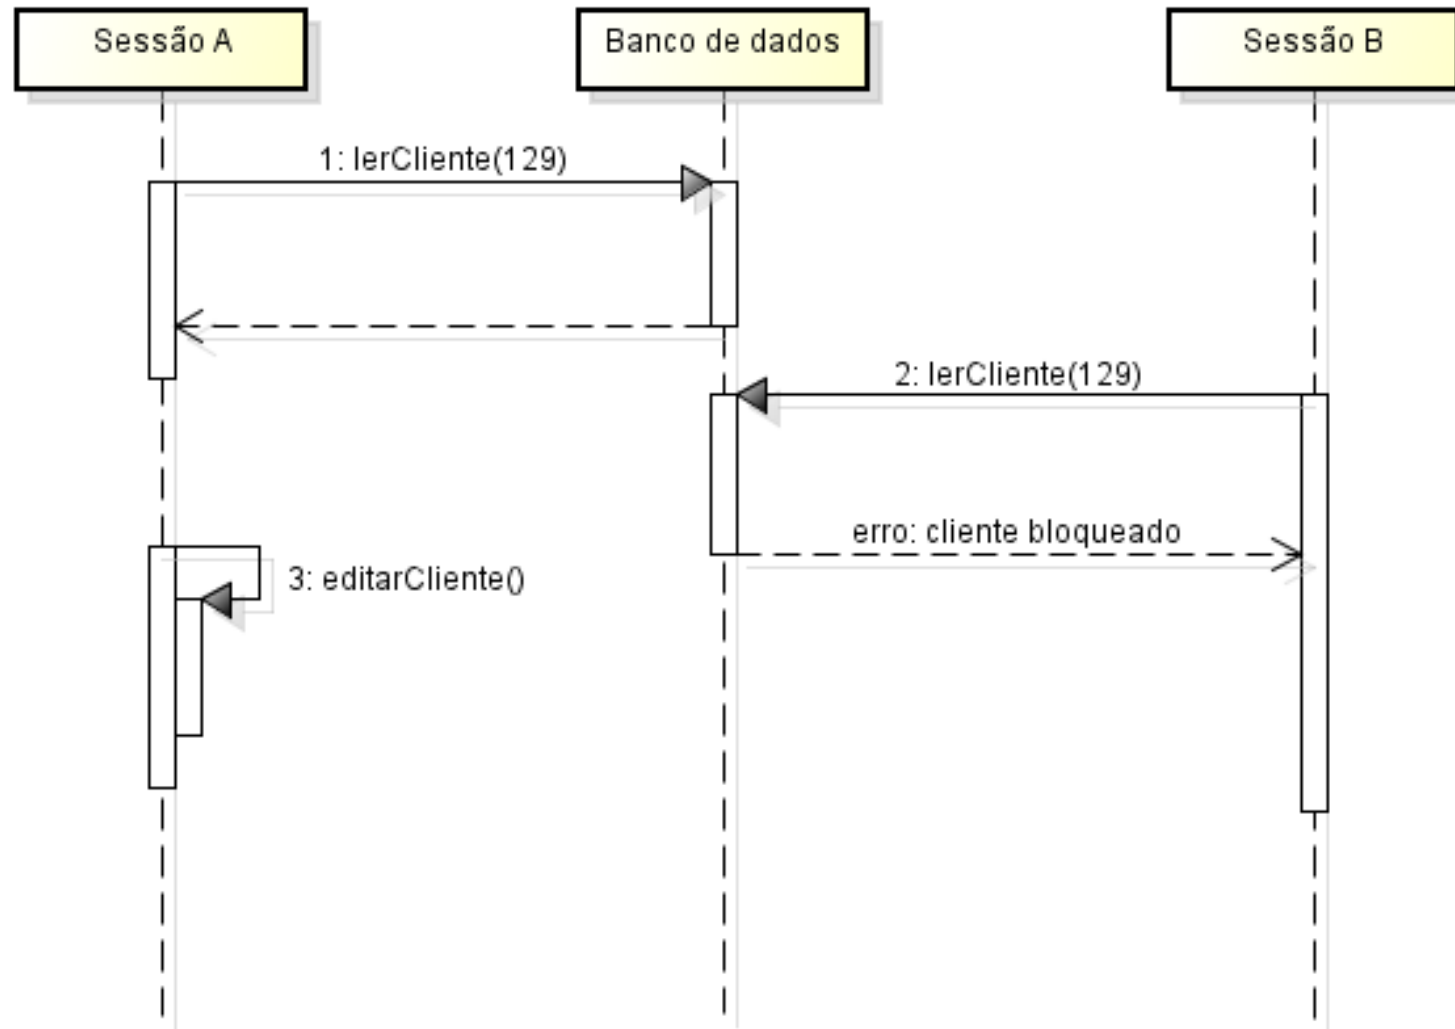 Sessão A
Banco de dados
Sessão B
1: lerCliente(129)
2: lerCliente(129)
erro: cliente bloqueado
3: editarCliente()